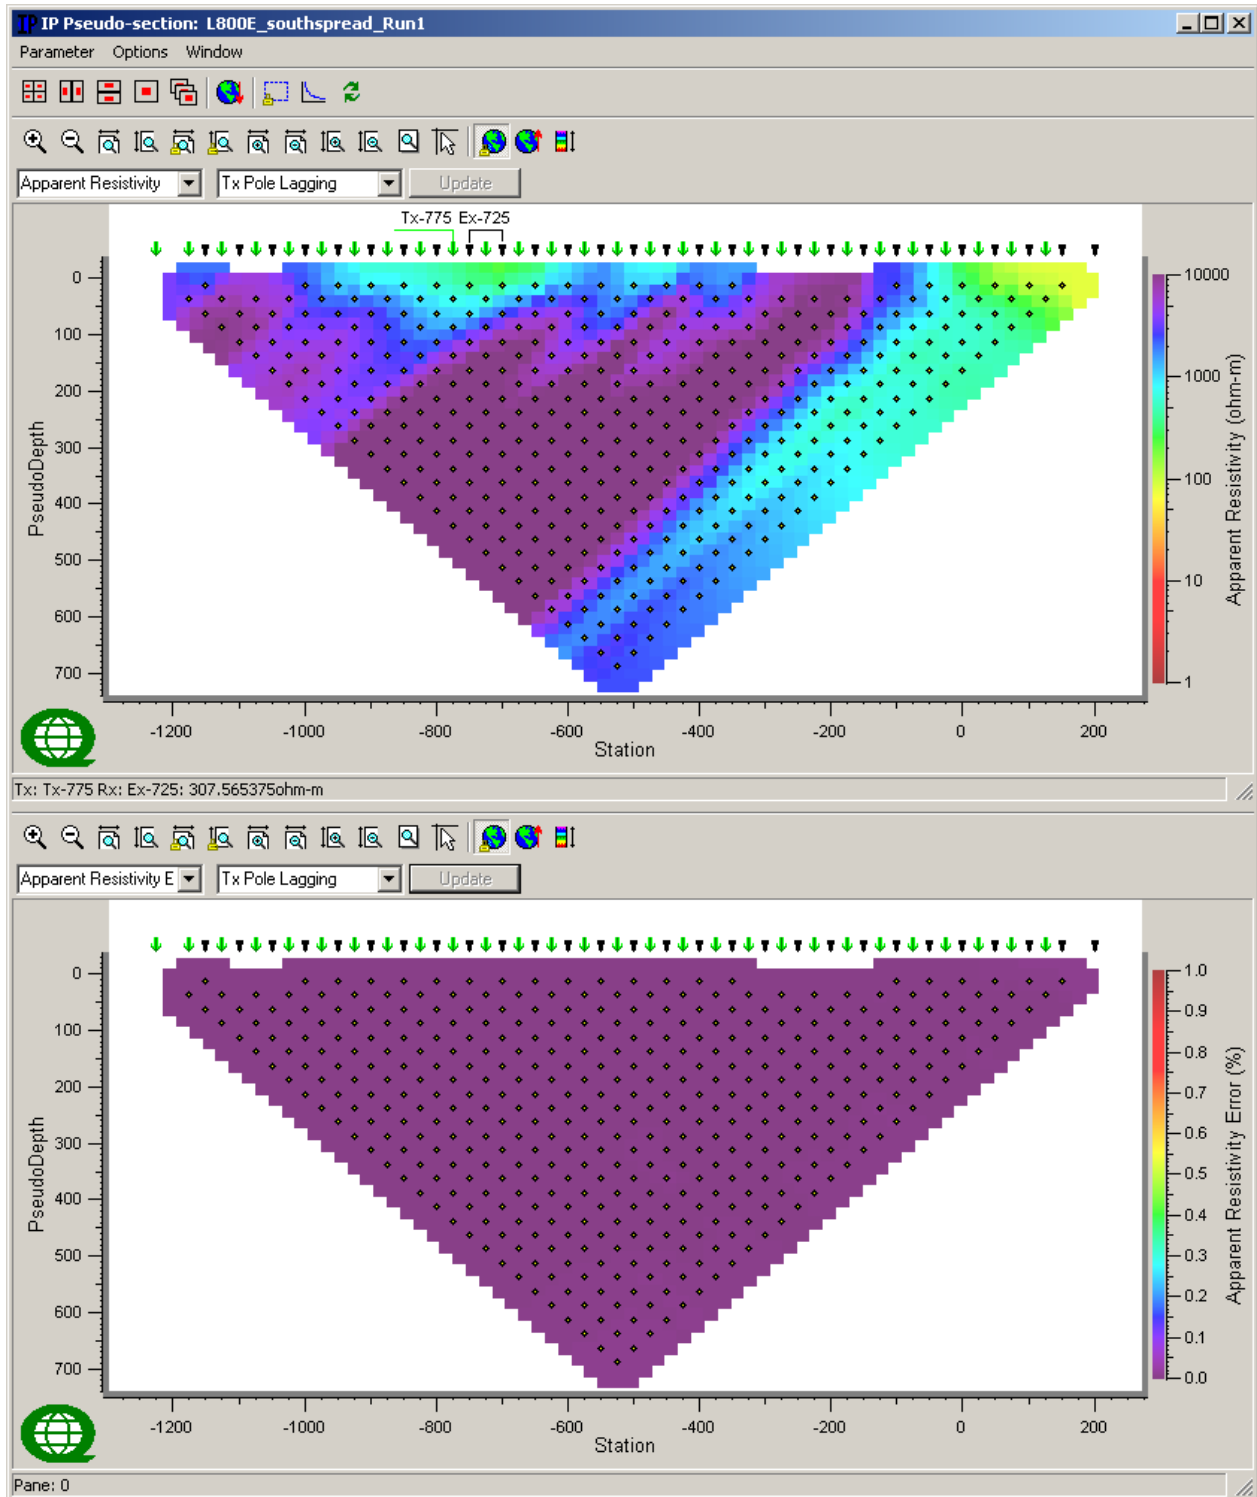 IP Pseudo-section: L800E_southspread_Run1
Parameter Options Window
Apparent Resistivity Tx Pole Lagging Update
Tx-775 Ex-725
0
100
200
300
400
500
600
700
PseudoDepth
10000
1000
100
10
1
Apparent Resistivity (ohm-m)
-1200 -1000 -800 -600 -400 -200 0 200
Station
Tx: Tx-775 Rx: Ex-725: 307.565375ohm-m
Apparent Resistivity E Tx Pole Lagging Update
0
100
200
300
400
500
600
700
PseudoDepth
1.0
0.9
0.8
0.7
0.6
0.5
0.4
0.3
0.2
0.1
0.0
Apparent Resistivity Error (%)
-1200 -1000 -800 -600 -400 -200 0 200
Station
Pane: 0